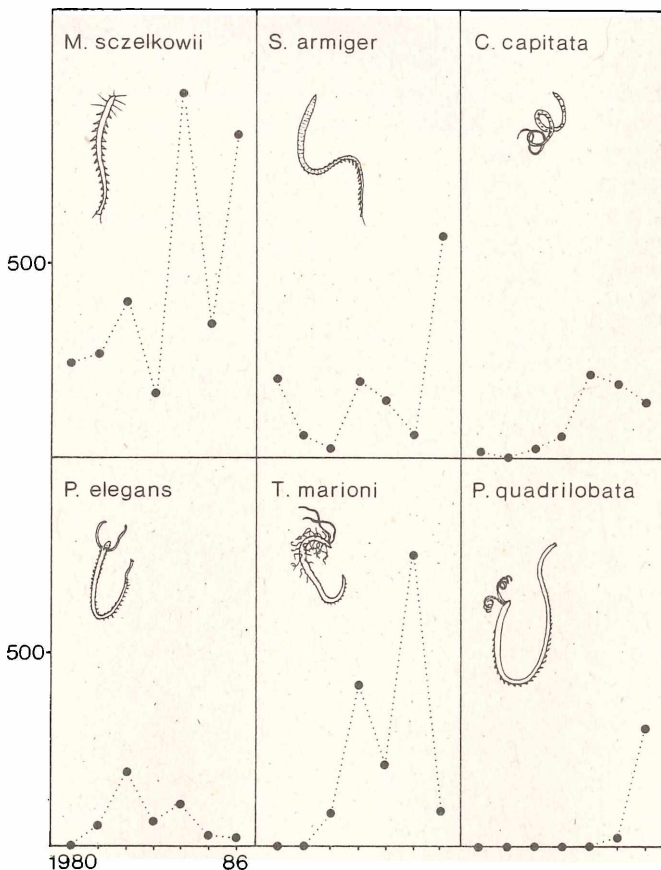 M. sczelkowii
S. armiger
C. capitata
500
P. elegans
T. marioni
P. quadrilobata
500
1980 86